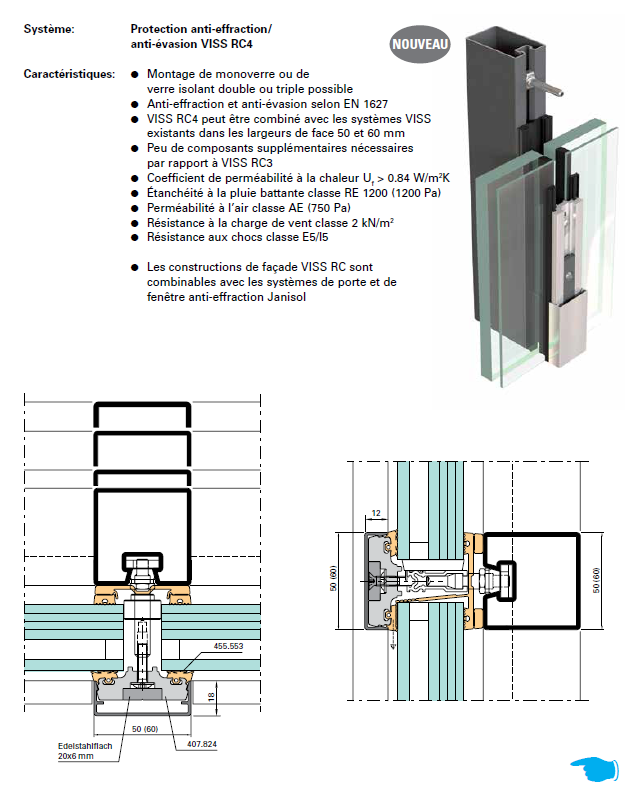 Système:
Protection anti-effraction/
anti-évasion VISS RC4
NOUVEAU
Caractéristiques:
● Montage de monoverre ou de
verre isolant double ou triple possible
● Anti-effraction et anti-évasion selon EN 1627
● VISS RC4 peut être combiné avec les systèmes VISS
existants dans les largeurs de face 50 et 60 mm
● Peu de composants supplémentaires nécessaires
par rapport à VISS RC3
● Coefficient de perméabilité à la chaleur Uf > 0.84 W/m²K
● Étanchéité à la pluie battante classe RE 1200 (1200 Pa)
● Perméabilité à l’air classe AE (750 Pa)
● Résistance à la charge de vent classe 2 kN/m²
● Résistance aux chocs classe E5/I5
● Les constructions de façade VISS RC sont
combinables avec les systèmes de porte et de
fenêtre anti-effraction Janisol
12
50 (60)
50 (60)
455.553
18
50 (60)
Edelstahlflach
20x6 mm
407.824